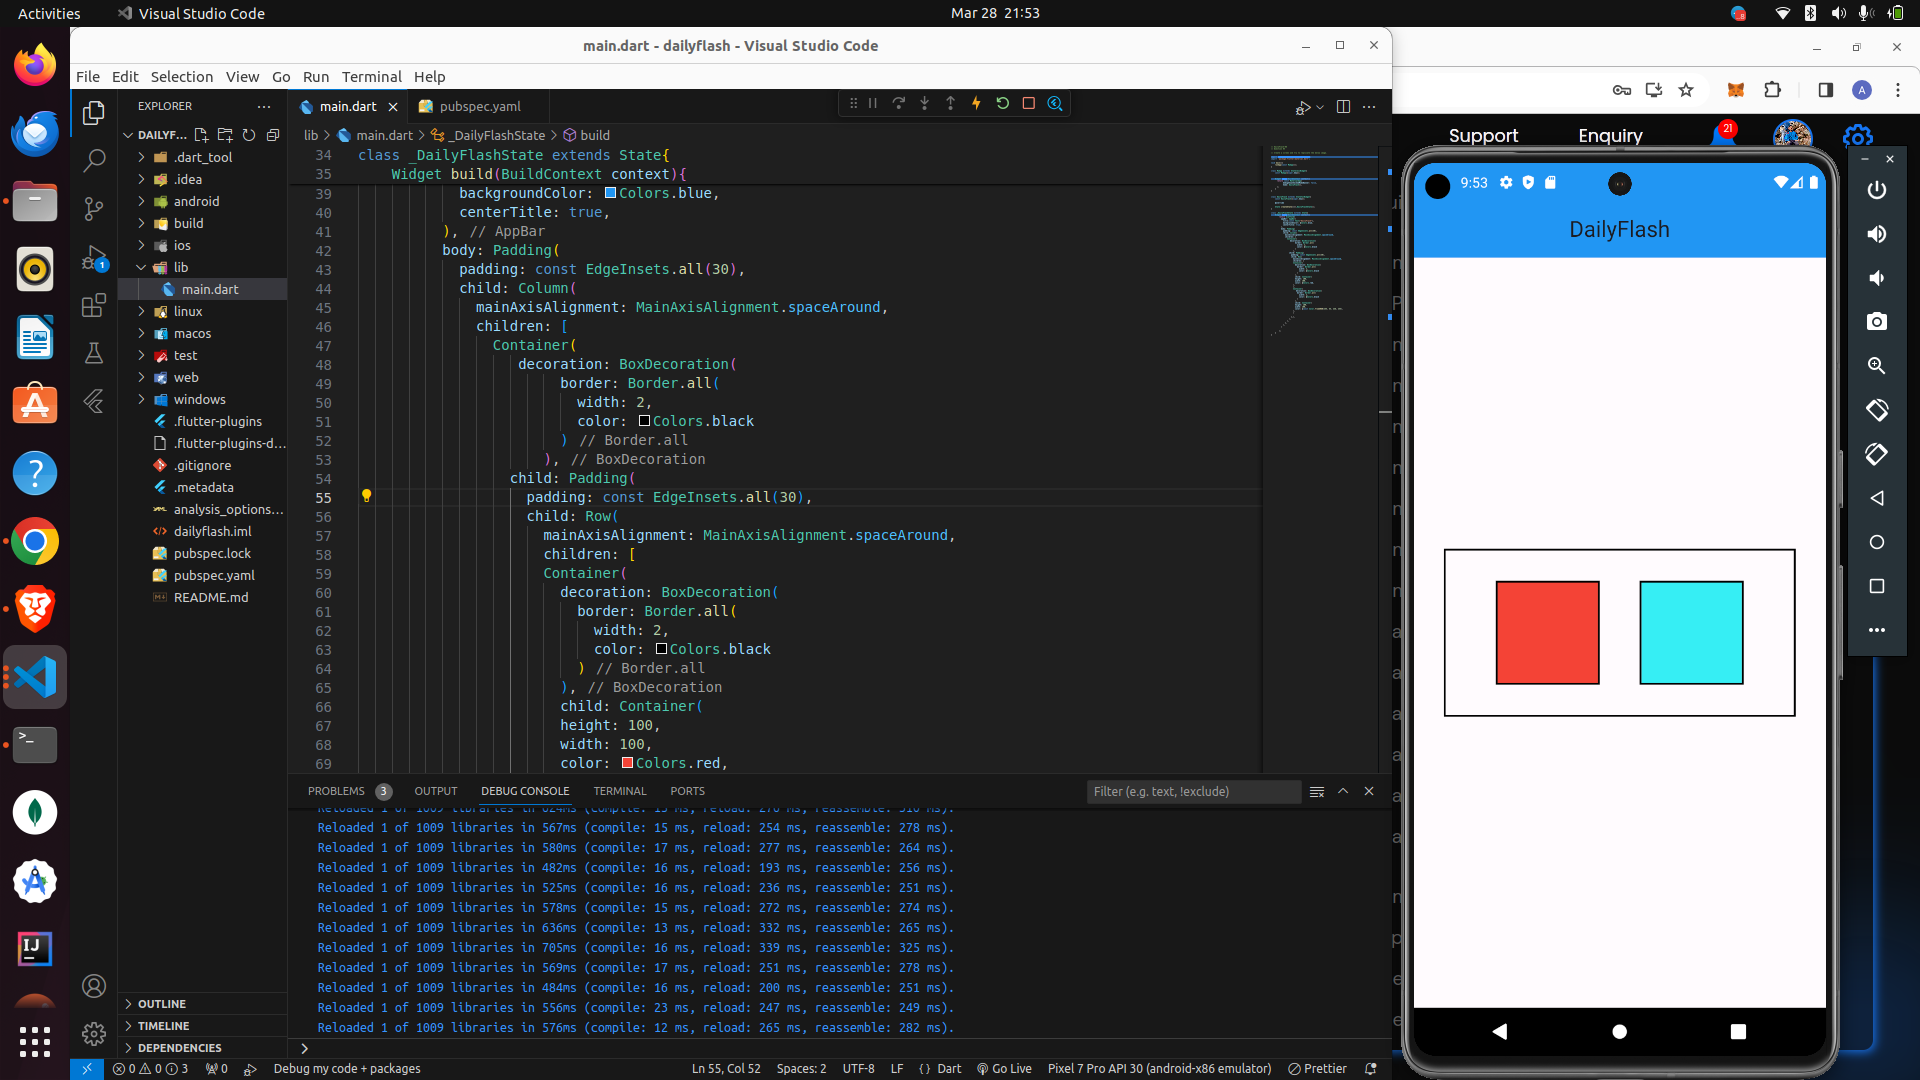 Activities
Visual Studio Code
Mar 28 21:53
main.dart - dailyflash - Visual Studio Code
File Edit Selection View Go Run Terminal Help
EXPLORER
main.dart
pubspec.yaml
DAILYF...
lib > main.dart > _DailyFlashState > build
.dart_tool
.idea
android
build
ios
lib
main.dart
linux
macos
test
web
windows
.flutter-plugins
.flutter-plugins-d...
.gitignore
.metadata
analysis_options...
dailyflash.iml
pubspec.lock
pubspec.yaml
README.md
OUTLINE
TIMELINE
DEPENDENCIES
34 class _DailyFlashState extends State{
35 Widget build(BuildContext context){
39 backgroundColor: Colors.blue,
40 centerTitle: true,
41 ), // AppBar
42 body: Padding(
43 padding: const EdgeInsets.all(30),
44 child: Column(
45 mainAxisAlignment: MainAxisAlignment.spaceAround,
46 children: [
47 Container(
48 decoration: BoxDecoration(
49 border: Border.all(
50 width: 2,
51 color: Colors.black
52 ) // Border.all
53 ), // BoxDecoration
54 child: Padding(
55 padding: const EdgeInsets.all(30),
56 child: Row(
57 mainAxisAlignment: MainAxisAlignment.spaceAround,
58 children: [
59 Container(
60 decoration: BoxDecoration(
61 border: Border.all(
62 width: 2,
63 color: Colors.black
64 ) // Border.all
65 ), // BoxDecoration
66 child: Container(
67 height: 100,
68 width: 100,
69 color: Colors.red,
PROBLEMS 3 OUTPUT DEBUG CONSOLE TERMINAL PORTS
Filter (e.g. text, !exclude)
Reloaded 1 of 1009 libraries in 567ms (compile: 15 ms, reload: 254 ms, reassemble: 278 ms).
Reloaded 1 of 1009 libraries in 580ms (compile: 17 ms, reload: 277 ms, reassemble: 264 ms).
Reloaded 1 of 1009 libraries in 482ms (compile: 16 ms, reload: 193 ms, reassemble: 256 ms).
Reloaded 1 of 1009 libraries in 525ms (compile: 16 ms, reload: 236 ms, reassemble: 251 ms).
Reloaded 1 of 1009 libraries in 578ms (compile: 15 ms, reload: 272 ms, reassemble: 274 ms).
Reloaded 1 of 1009 libraries in 636ms (compile: 13 ms, reload: 332 ms, reassemble: 265 ms).
Reloaded 1 of 1009 libraries in 705ms (compile: 16 ms, reload: 339 ms, reassemble: 325 ms).
Reloaded 1 of 1009 libraries in 569ms (compile: 17 ms, reload: 251 ms, reassemble: 278 ms).
Reloaded 1 of 1009 libraries in 484ms (compile: 16 ms, reload: 200 ms, reassemble: 251 ms).
Reloaded 1 of 1009 libraries in 556ms (compile: 23 ms, reload: 247 ms, reassemble: 249 ms).
Reloaded 1 of 1009 libraries in 576ms (compile: 12 ms, reload: 265 ms, reassemble: 282 ms).
0 0 3 0 Debug my code + packages
Ln 55, Col 52 Spaces: 2 UTF-8 LF {} Dart Go Live Pixel 7 Pro API 30 (android-x86 emulator) Prettier
A
Support Enquiry 21
9:53
DailyFlash